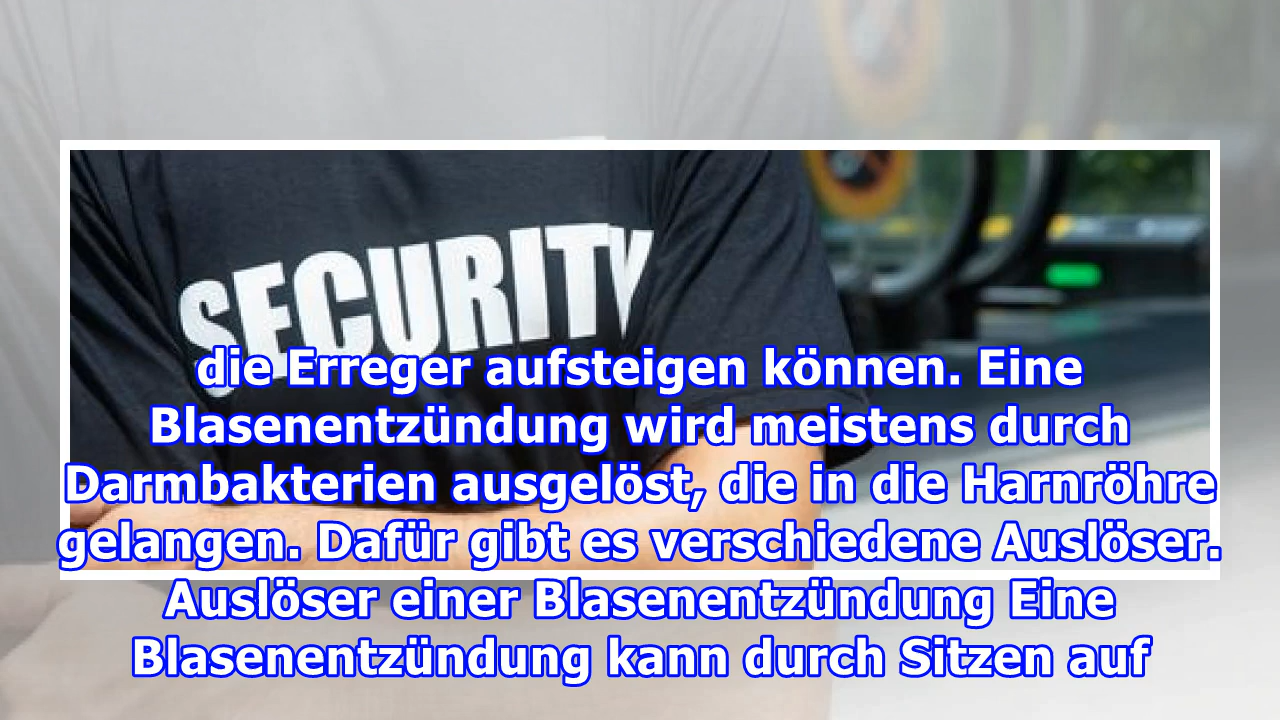 SECURITY
die Erreger aufsteigen können. Eine
Blasenentzündung wird meistens durch
Darmbakterien ausgelöst, die in die Harnröhre
gelangen. Dafür gibt es verschiedene Auslöser.
Auslöser einer Blasenentzündung Eine
Blasenentzündung kann durch Sitzen auf